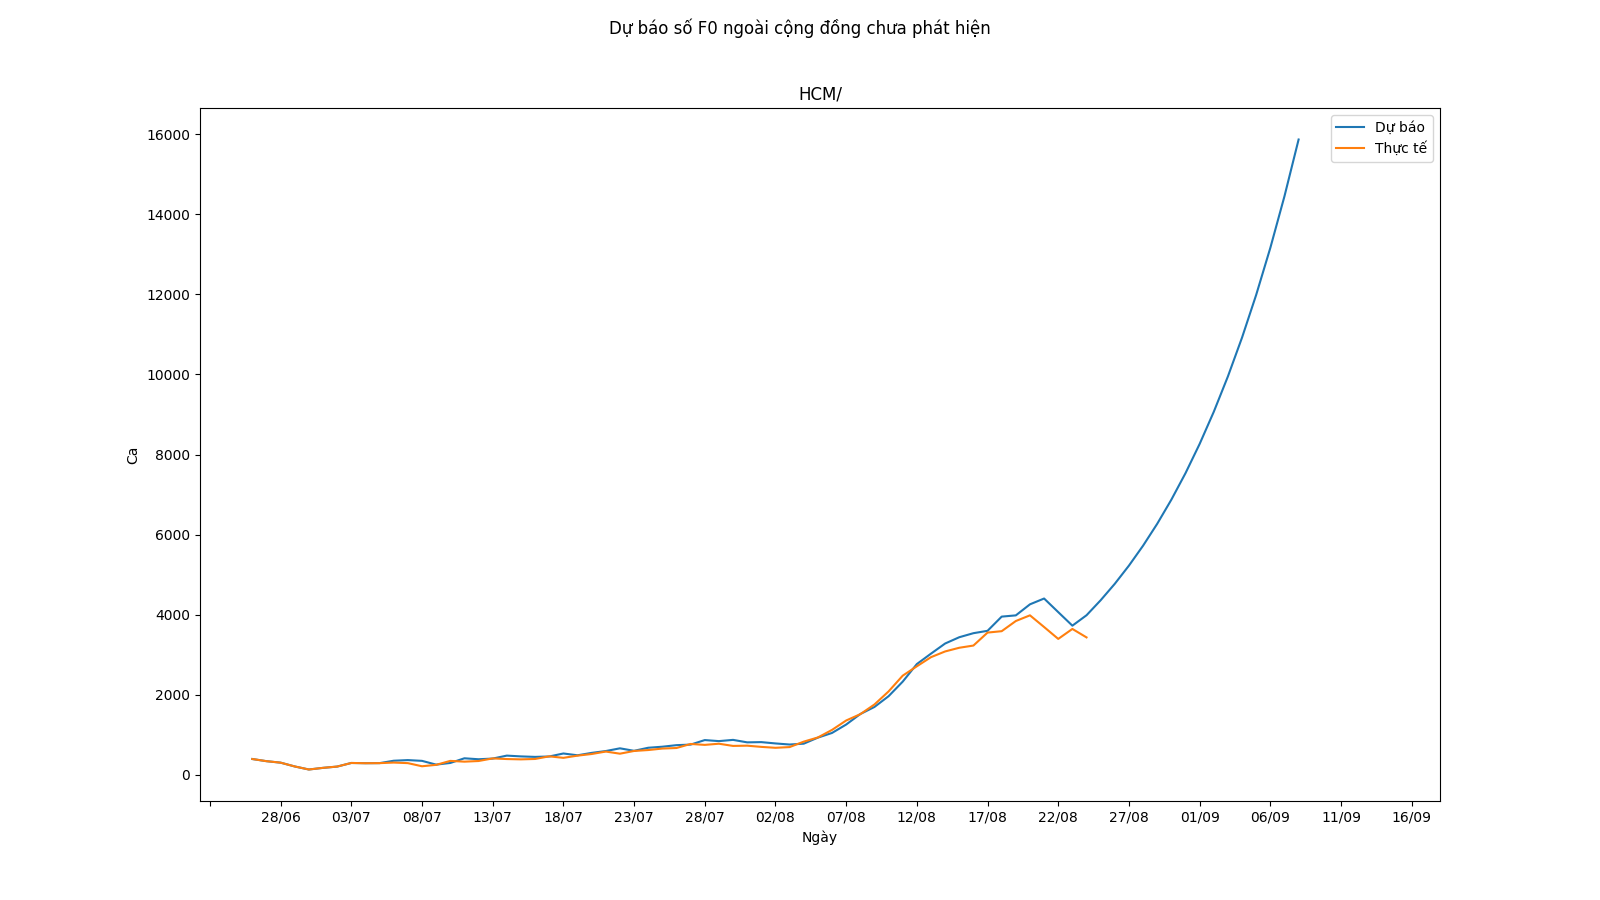 Dự báo số F0 ngoài cộng đồng chưa phát hiện
HCM/
Dự báo
Thực tế
16000
14000
12000
10000
8000
6000
4000
2000
0
Ca
28/06 03/07 08/07 13/07 18/07 23/07 28/07 02/08 07/08 12/08 17/08 22/08 27/08 01/09 06/09 11/09 16/09
Ngày